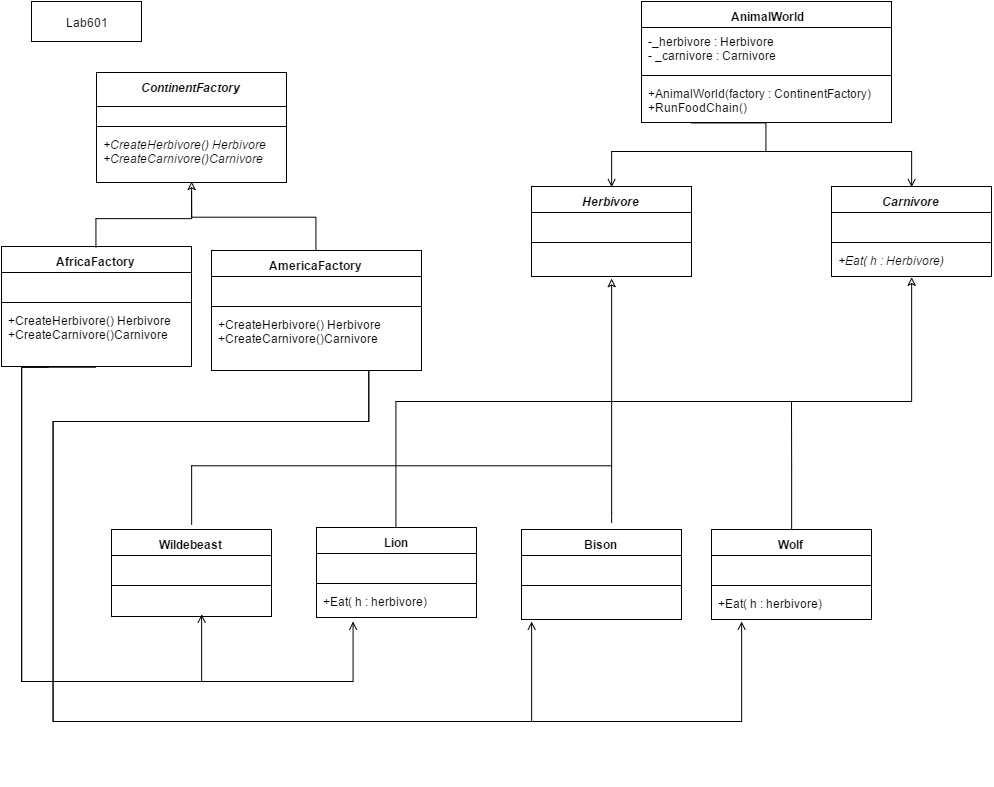 Lab601
AnimalWorld
-_herbivore : Herbivore
- _carnivore : Carnivore
+AnimalWorld(factory : ContinentFactory)
+RunFoodChain()
ContinentFactory
+CreateHerbivore() Herbivore
+CreateCarnivore()Carnivore
Herbivore
Carnivore
+Eat( h : Herbivore)
AfricaFactory
+CreateHerbivore() Herbivore
+CreateCarnivore()Carnivore
AmericaFactory
+CreateHerbivore() Herbivore
+CreateCarnivore()Carnivore
Wildebeast
Lion
+Eat( h : herbivore)
Bison
Wolf
+Eat( h : herbivore)